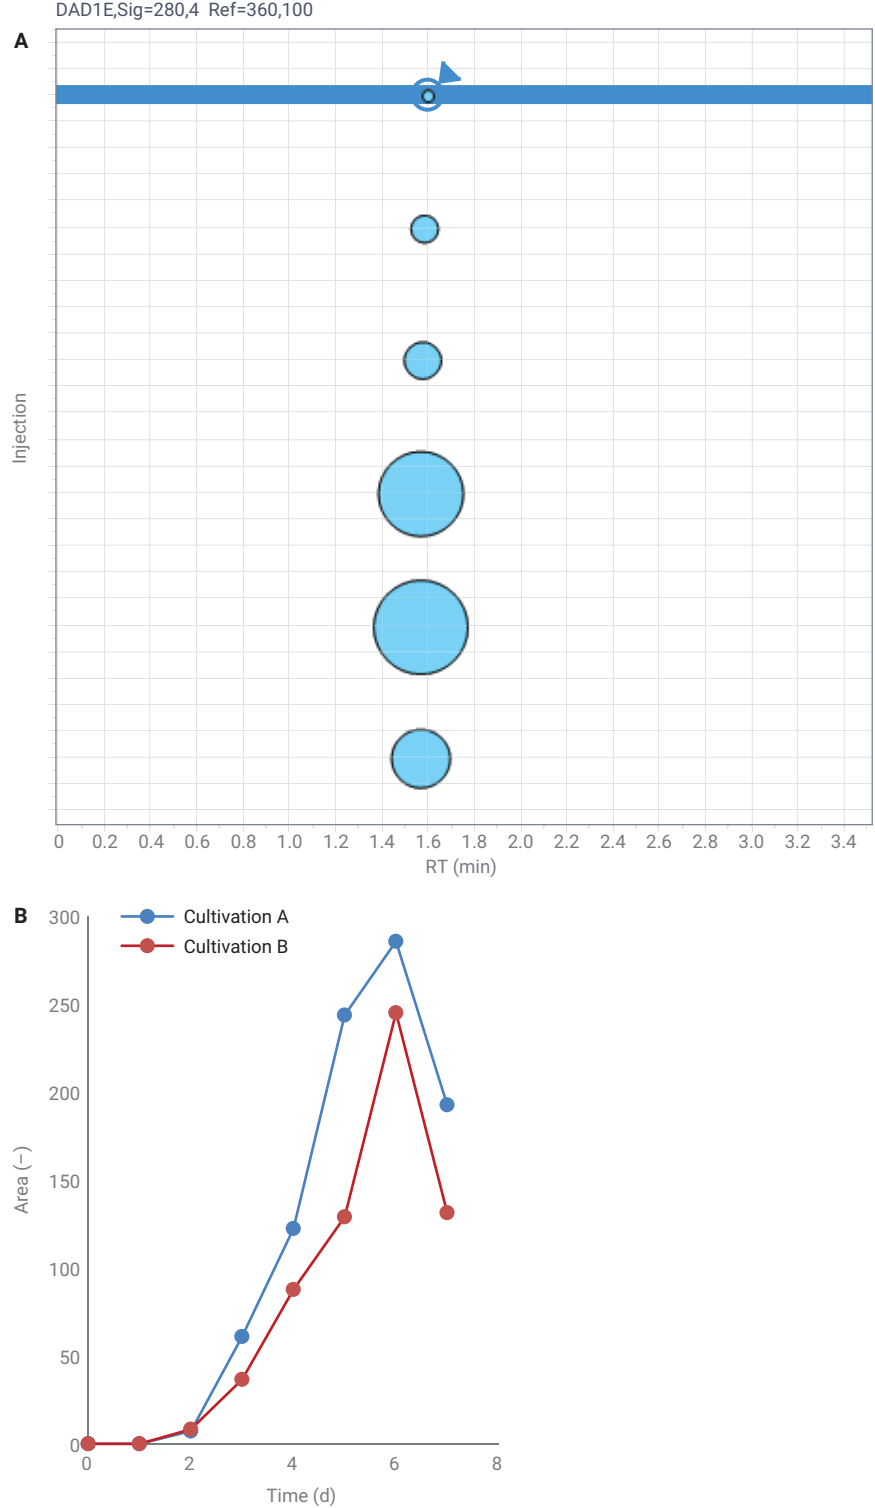 DAD1E,Sig=280,4 Ref=360,100
A
Injection
0 0.2 0.4 0.6 0.8 1.0 1.2 1.4 1.6 1.8 2.0 2.2 2.4 2.6 2.8 3.0 3.2 3.4
RT (min)
B
Cultivation A
Cultivation B
300
250
200
150
100
50
0
Area (–)
0 2 4 6 8
Time (d)